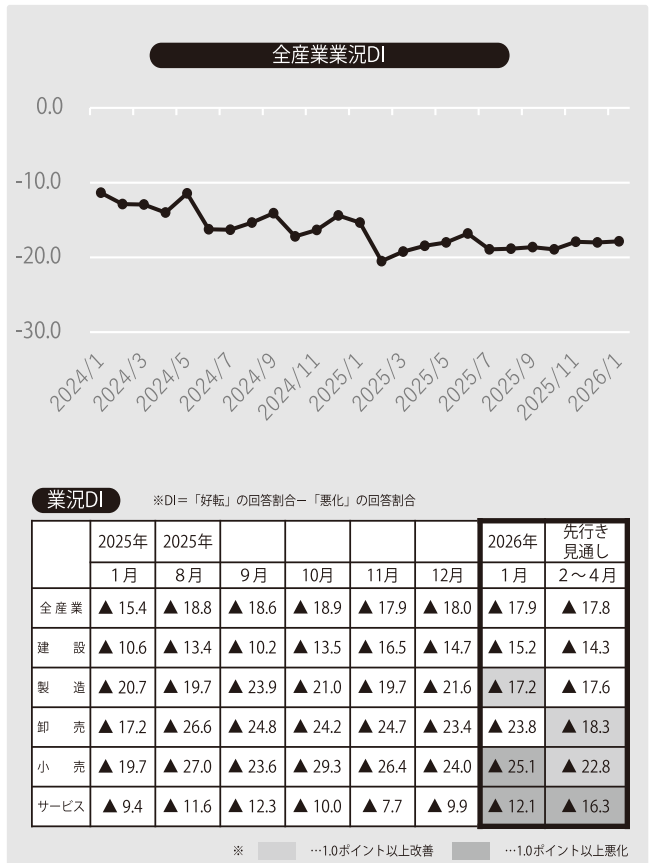 全産業業況DI
0.0
-10.0
-20.0
-30.0
2024/1 2024/3 2024/5 2024/7 2024/9 2024/11 2025/1 2025/3 2025/5 2025/7 2025/9 2025/11 2026/1
業況DI ※DI＝「好転」の回答割合ー「悪化」の回答割合
2025年 2025年 2026年 先行き見通し
1月 8月 9月 10月 11月 12月 1月 2～4月
全産業 ▲15.4 ▲18.8 ▲18.6 ▲18.9 ▲17.9 ▲18.0 ▲17.9 ▲17.8
建設 ▲10.6 ▲13.4 ▲10.2 ▲13.5 ▲16.5 ▲14.7 ▲15.2 ▲14.3
製造 ▲20.7 ▲19.7 ▲23.9 ▲21.0 ▲19.7 ▲21.6 ▲17.2 ▲17.6
卸売 ▲17.2 ▲26.6 ▲24.8 ▲24.2 ▲24.7 ▲23.4 ▲23.8 ▲18.3
小売 ▲19.7 ▲27.0 ▲23.6 ▲29.3 ▲26.4 ▲24.0 ▲25.1 ▲22.8
サービス ▲9.4 ▲11.6 ▲12.3 ▲10.0 ▲7.7 ▲9.9 ▲12.1 ▲16.3
※ …1.0ポイント以上改善 …1.0ポイント以上悪化